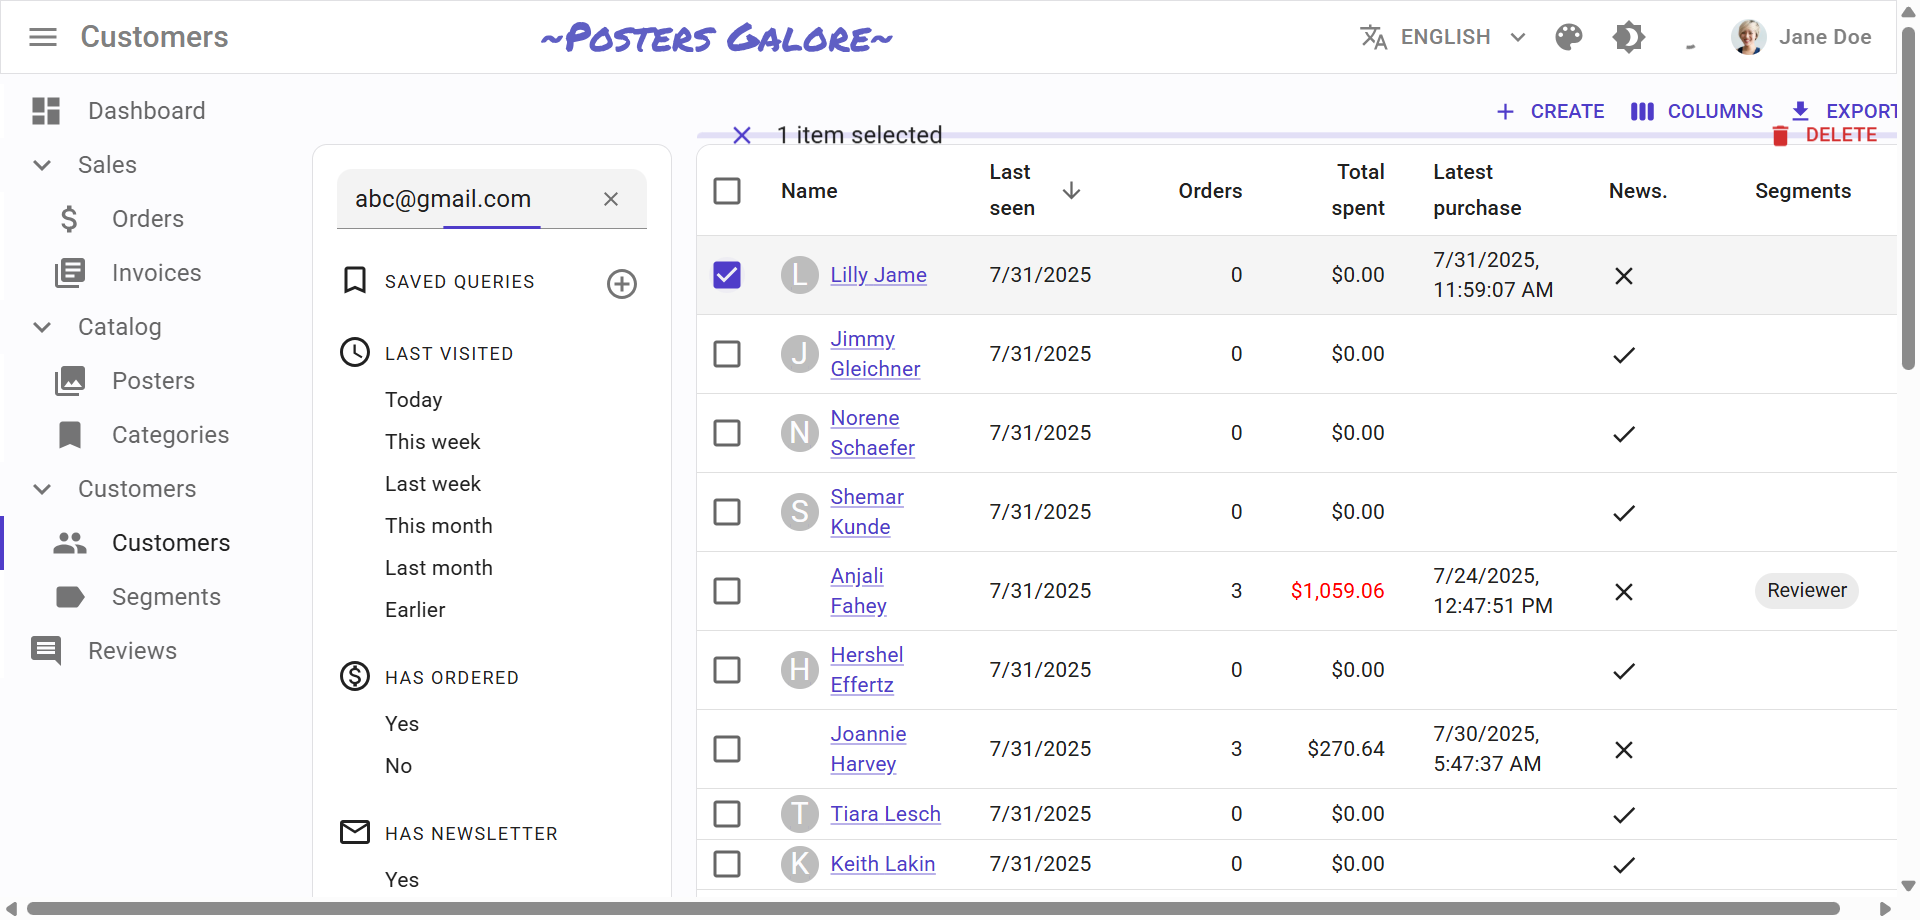 Customers
~Posters Galore~
ENGLISH
Jane Doe
Dashboard
Sales
Orders
Invoices
Catalog
Posters
Categories
Customers
Customers
Segments
Reviews
abc@gmail.com
SAVED QUERIES
LAST VISITED
Today
This week
Last week
This month
Last month
Earlier
HAS ORDERED
Yes
No
HAS NEWSLETTER
Yes
CREATE
COLUMNS
EXPORT
1 item selected
DELETE
Name
Last seen
Orders
Total spent
Latest purchase
News.
Segments
L Lilly Jame 7/31/2025 0 $0.00 7/31/2025, 11:59:07 AM
J Jimmy Gleichner 7/31/2025 0 $0.00
N Norene Schaefer 7/31/2025 0 $0.00
S Shemar Kunde 7/31/2025 0 $0.00
Anjali Fahey 7/31/2025 3 $1,059.06 7/24/2025, 12:47:51 PM Reviewer
H Hershel Effertz 7/31/2025 0 $0.00
Joannie Harvey 7/31/2025 3 $270.64 7/30/2025, 5:47:37 AM
T Tiara Lesch 7/31/2025 0 $0.00
K Keith Lakin 7/31/2025 0 $0.00